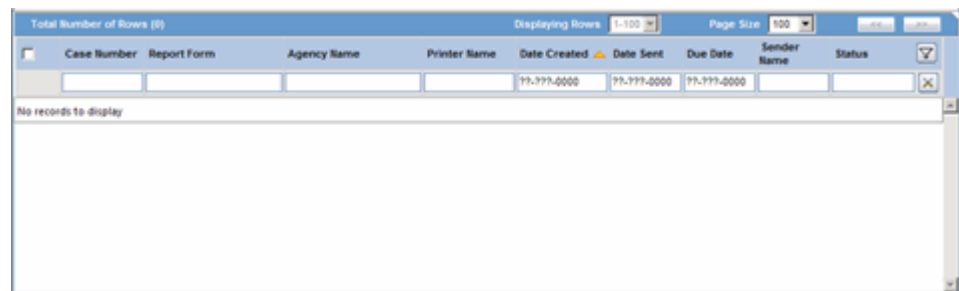 Total Number of Rows (0) Displaying Rows 1-100 Page Size 100 << >>
Case Number Report Form Agency Name Printer Name Date Created Date Sent Due Date Sender Name Status
??-???-0000 ??-???-0000 ??-???-0000
No records to display